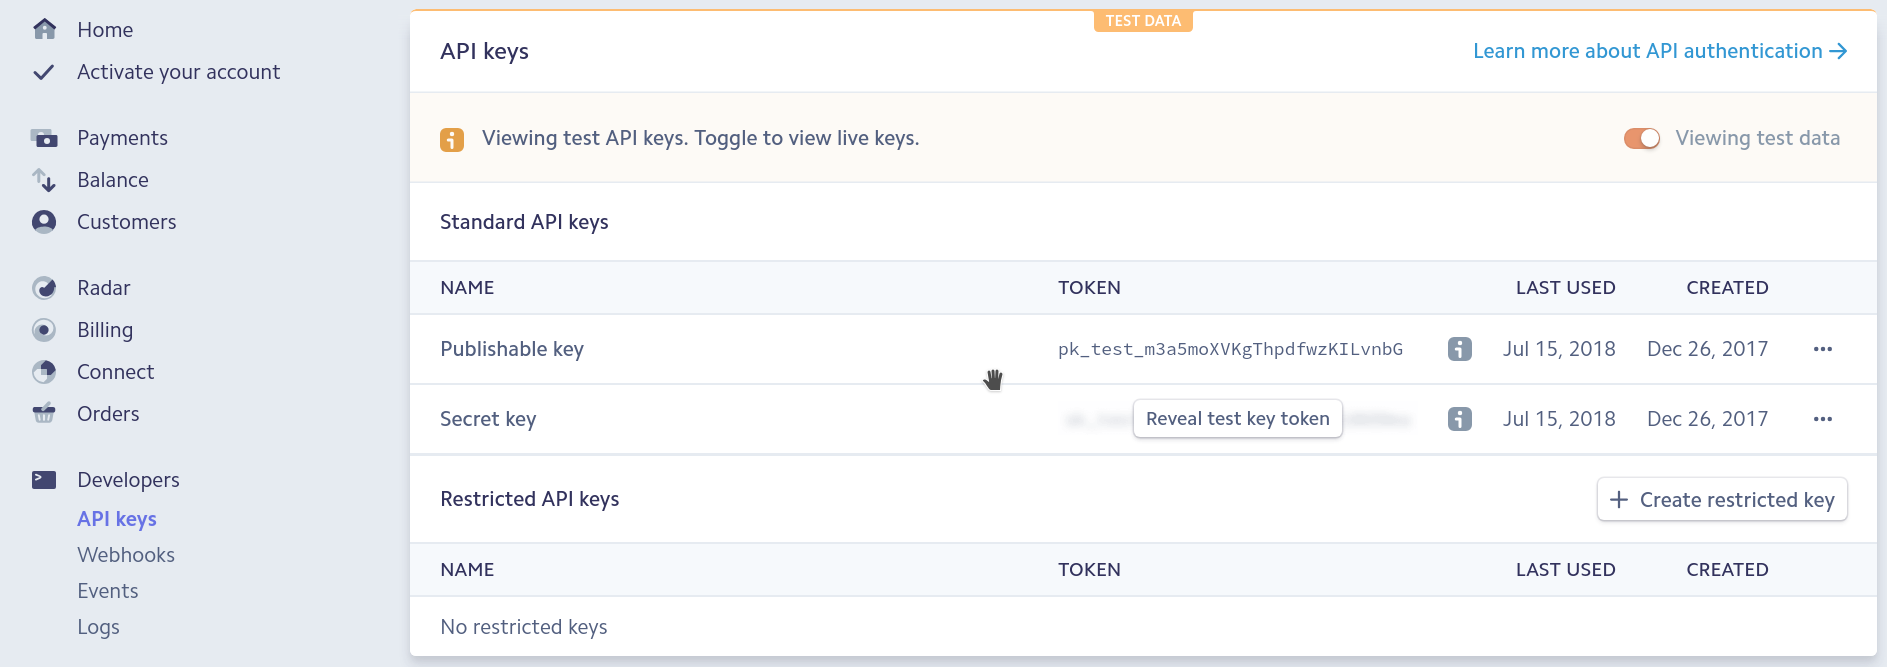 Home
Activate your account
Payments
Balance
Customers
Radar
Billing
Connect
Orders
Developers
API keys
Webhooks
Events
Logs
TEST DATA
API keys
Learn more about API authentication
Viewing test API keys. Toggle to view live keys.
Viewing test data
Standard API keys
NAME TOKEN LAST USED CREATED
Publishable key pk_test_m3a5moXVKgThpdfwzKILvnbG Jul 15, 2018 Dec 26, 2017
Secret key Reveal test key token Jul 15, 2018 Dec 26, 2017
Restricted API keys
Create restricted key
NAME TOKEN LAST USED CREATED
No restricted keys